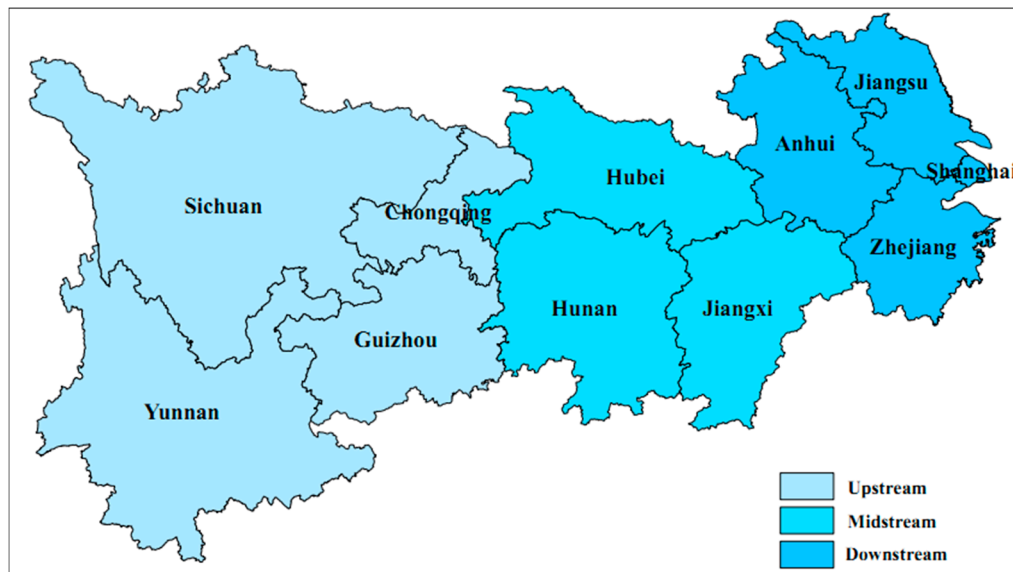 Jiangsu
Anhui
Shanghai
Hubei
Sichuan
Chongqing
Zhejiang
Hunan
Jiangxi
Guizhou
Yunnan
Upstream
Midstream
Downstream